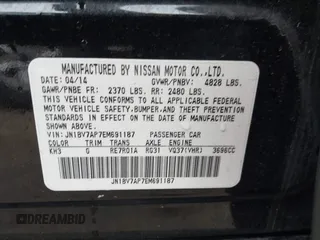 MANUFACTURED BY NISSAN MOTOR CO.,LTD.
DATE: 04/14 GVWR/PNBV: 4828 LBS.
GAWR/PNBE FR: 2370 LBS. RR: 2480 LBS.
THIS VEHICLE CONFORMS TO ALL APPLICABLE FEDERAL
MOTOR VEHICLE SAFETY,BUMPER,AND THEFT PREVENTION
STANDARDS IN EFFECT ON THE DATE OF MANUFACTURE
SHOWN ABOVE.
JN1BV7AP7EM691187 PASSENGER CAR
COLOR TRIM TRANS AXLE ENGINE
KH3 G RE7R01A RG31 VQ37(VHR) 3696CC
JN1BV7AP7EM691187
DREAMBID